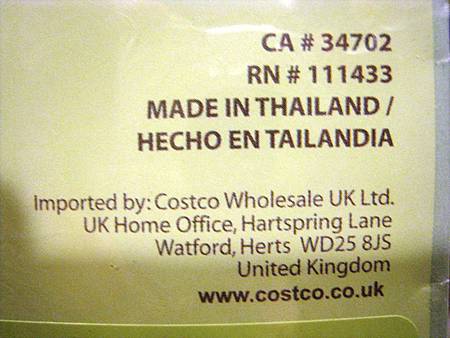 CA # 34702
RN # 111433
MADE IN THAILAND /
HECHO EN TAILANDIA
Imported by: Costco Wholesale UK Ltd.
UK Home Office, Hartspring Lane
Watford, Herts WD25 8JS
United Kingdom
www.costco.co.uk